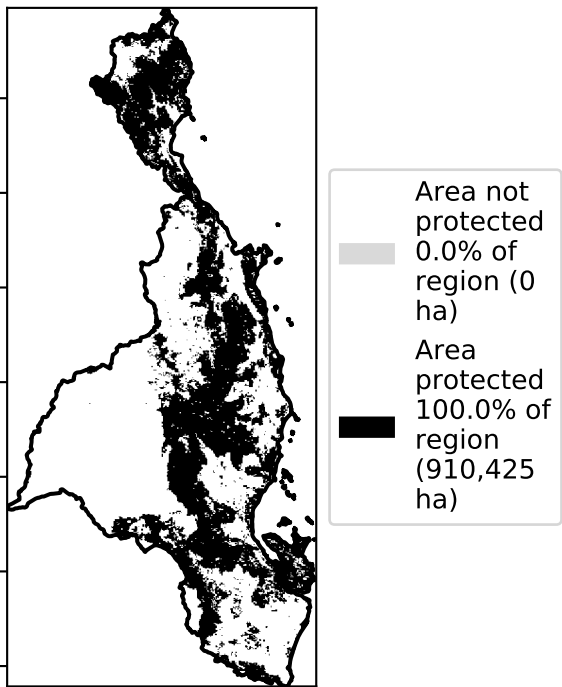 Area not
protected
0.0% of
region (0
ha)
Area
protected
100.0% of
region
(910,425
ha)